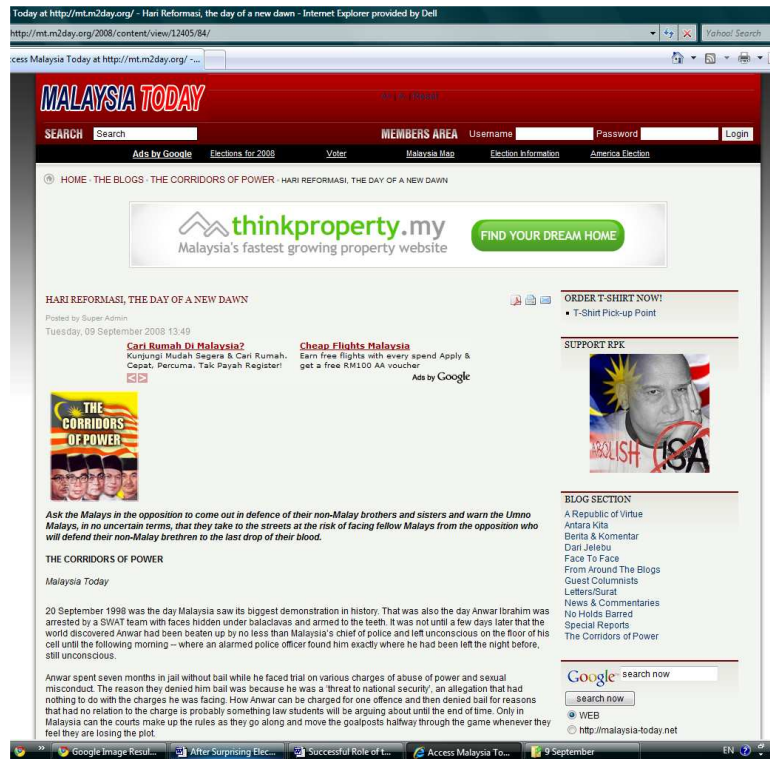 Today at http://mt.m2day.org/ - Hari Reformasi, the day of a new dawn - Internet Explorer provided by Dell
http://mt.m2day.org/2008/content/view/12405/84/
Yahoo! Search
ccess Malaysia Today at http://mt.m2day.org/ -...
MALAYSIA TODAY
SEARCH Search MEMBERS AREA Username Password Login
Ads by Google Elections for 2008 Voter Malaysia Map Election Information America Election
HOME · THE BLOGS · THE CORRIDORS OF POWER · HARI REFORMASI, THE DAY OF A NEW DAWN
thinkproperty.my
Malaysia's fastest growing property website
FIND YOUR DREAM HOME
HARI REFORMASI, THE DAY OF A NEW DAWN
Posted by Super Admin
Tuesday, 09 September 2008 13:49
Cari Rumah Di Malaysia?
Kunjungi Mudah Segera & Cari Rumah.
Cepat, Percuma. Tak Payah Register!
Cheap Flights Malaysia
Earn free flights with every spend Apply &
get a free RM100 AA voucher
Ads by Google
THE
CORRIDORS
OF POWER
Ask the Malays in the opposition to come out in defence of their non-Malay brothers and sisters and warn the Umno
Malays, in no uncertain terms, that they take to the streets at the risk of facing fellow Malays from the opposition who
will defend their non-Malay brethren to the last drop of their blood.
THE CORRIDORS OF POWER
Malaysia Today
20 September 1998 was the day Malaysia saw its biggest demonstration in history. That was also the day Anwar Ibrahim was
arrested by a SWAT team with faces hidden under balaclavas and armed to the teeth. It was not until a few days later that the
world discovered Anwar had been beaten up by no less than Malaysia's chief of police and left unconscious on the floor of his
cell until the following morning -- where an alarmed police officer found him exactly where he had been left the night before,
still unconscious.
Anwar spent seven months in jail without bail while he faced trial on various charges of abuse of power and sexual
misconduct. The reason they denied him bail was because he was a 'threat to national security', an allegation that had
nothing to do with the charges he was facing. How Anwar can be charged for one offence and then denied bail for reasons
that had no relation to the charge is probably something law students will be arguing about until the end of time. Only in
Malaysia can the courts make up the rules as they go along and move the goalposts halfway through the game whenever they
feel they are losing the plot.
ORDER T-SHIRT NOW!
T-Shirt Pick-up Point
SUPPORT RPK
ABOLISH ISA
BLOG SECTION
A Republic of Virtue
Antara Kita
Berita & Komentar
Dari Jelebu
Face To Face
From Around The Blogs
Guest Columnists
Letters/Surat
News & Commentaries
No Holds Barred
Special Reports
The Corridors of Power
Google search now
search now
WEB
http://malaysia-today.net
Google Image Resul... After Surprising Elec... Successful Role of t... Access Malaysia To... 9 September EN